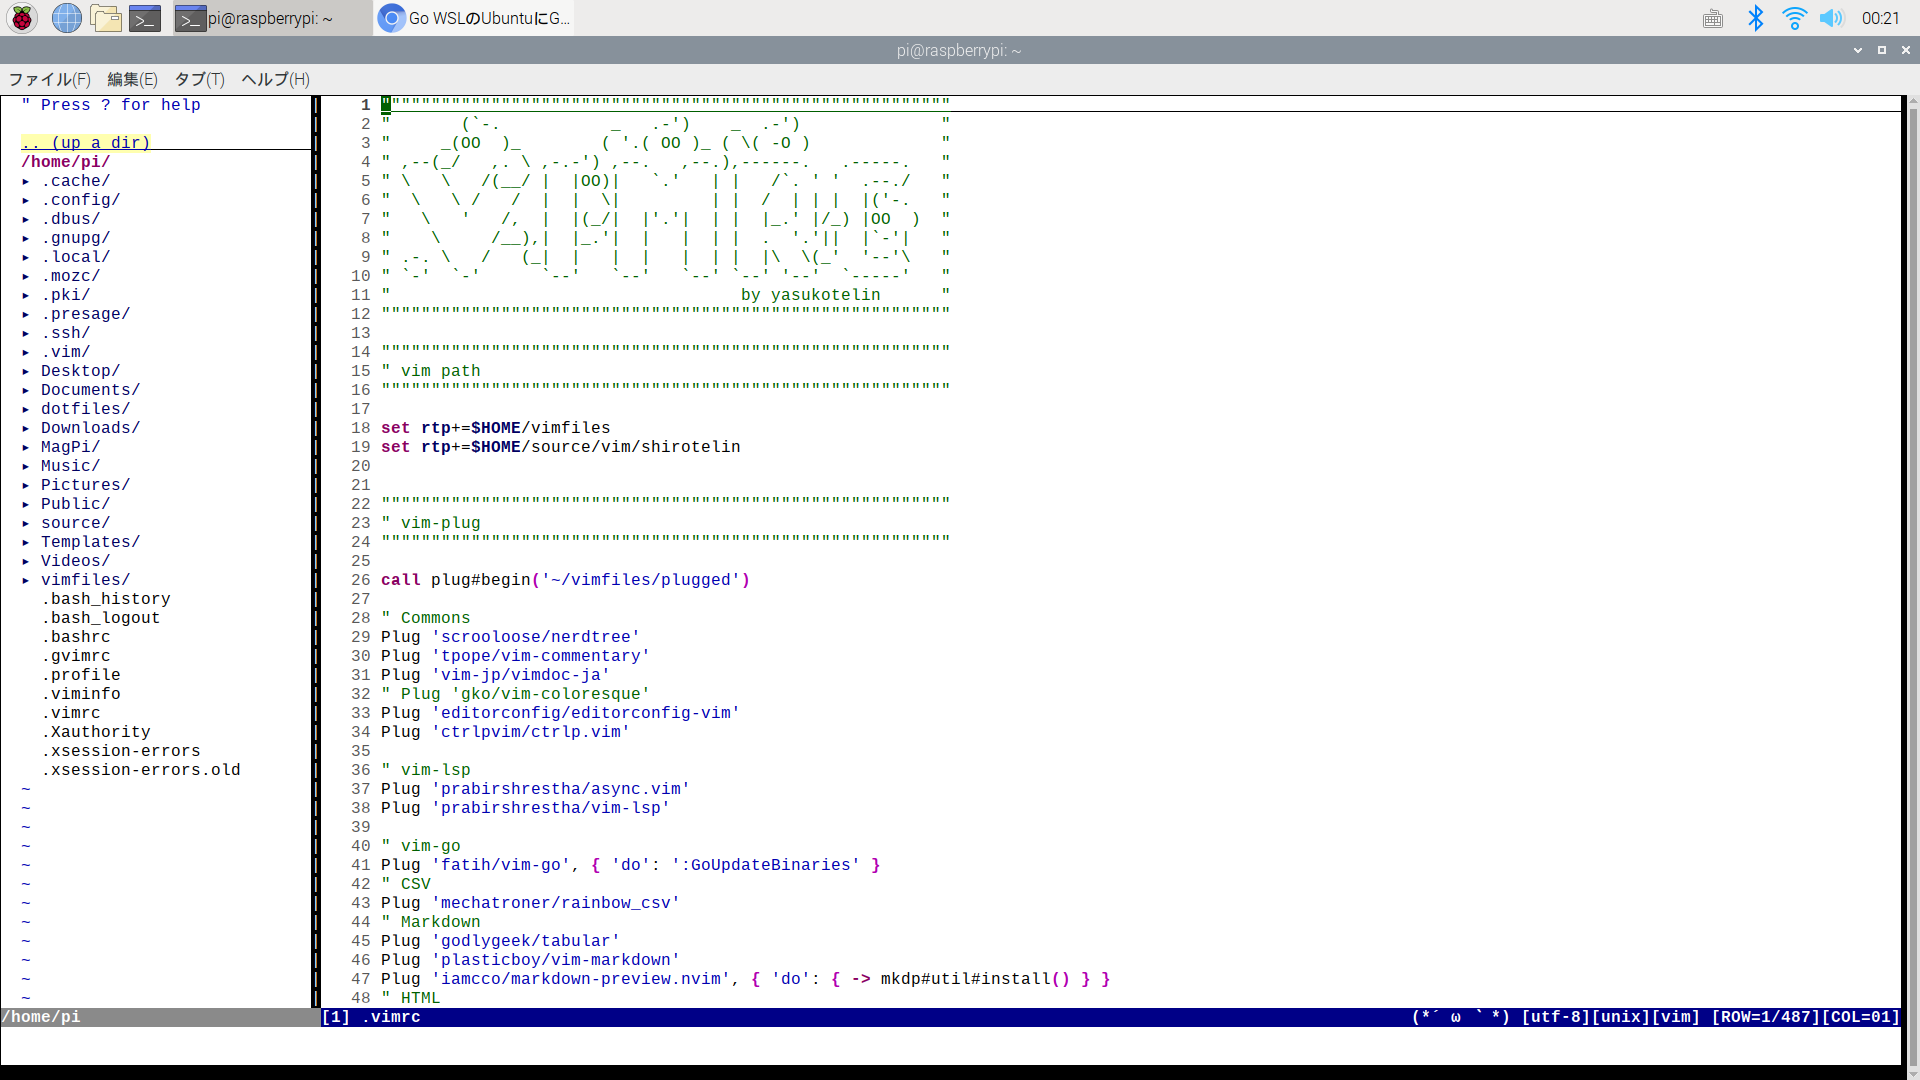 pi@raspberrypi: ~
Go WSLのUbuntuにG...
00:21
pi@raspberrypi: ~
ファイル(F) 編集(E) タブ(T) ヘルプ(H)
" Press ? for help
.. (up a dir)
/home/pi/
▸ .cache/
▸ .config/
▸ .dbus/
▸ .gnupg/
▸ .local/
▸ .mozc/
▸ .pki/
▸ .presage/
▸ .ssh/
▸ .vim/
▸ Desktop/
▸ Documents/
▸ dotfiles/
▸ Downloads/
▸ MagPi/
▸ Music/
▸ Pictures/
▸ Public/
▸ source/
▸ Templates/
▸ Videos/
▸ vimfiles/
.bash_history
.bash_logout
.bashrc
.gvimrc
.profile
.viminfo
.vimrc
.Xauthority
.xsession-errors
.xsession-errors.old
~
~
~
~
~
~
~
~
~
~
~
~
1 """""""""""""""""""""""""""""""""""""""""""""""""""""""""
2 "       (`-.           _   .-')    _  .-')              "
3 "     _(OO  )_        ( '.( OO )_ ( \( -O )             "
4 " ,--(_/   ,. \ ,-.-') ,--.   ,--.),------.   .-----.   "
5 " \   \   /(__/ |  |OO)|   `.'   | |   /`. ' '  .--./   "
6 "  \   \ /   /  |  |  \|         | |  /  | | |  |('-.   "
7 "   \   '   /,  |  |(_/|  |'.'|  | |  |_.' |/_) |OO  )  "
8 "    \     /__),|  |_.'|  |   |  | |  .  '.'||  |`-'|   "
9 " .-. \   /   (_|  |   |  |   |  | |  |\  \(_'  '--'\   "
10 " `-'  `-'      `--'   `--'   `--' `--' '--'  `-----'   "
11 "                                   by yasukotelin      "
12 """""""""""""""""""""""""""""""""""""""""""""""""""""""""
13
14 """""""""""""""""""""""""""""""""""""""""""""""""""""""""
15 " vim path
16 """""""""""""""""""""""""""""""""""""""""""""""""""""""""
17
18 set rtp+=$HOME/vimfiles
19 set rtp+=$HOME/source/vim/shirotelin
20
21
22 """""""""""""""""""""""""""""""""""""""""""""""""""""""""
23 " vim-plug
24 """""""""""""""""""""""""""""""""""""""""""""""""""""""""
25
26 call plug#begin('~/vimfiles/plugged')
27
28 " Commons
29 Plug 'scrooloose/nerdtree'
30 Plug 'tpope/vim-commentary'
31 Plug 'vim-jp/vimdoc-ja'
32 " Plug 'gko/vim-coloresque'
33 Plug 'editorconfig/editorconfig-vim'
34 Plug 'ctrlpvim/ctrlp.vim'
35
36 " vim-lsp
37 Plug 'prabirshrestha/async.vim'
38 Plug 'prabirshrestha/vim-lsp'
39
40 " vim-go
41 Plug 'fatih/vim-go', { 'do': ':GoUpdateBinaries' }
42 " CSV
43 Plug 'mechatroner/rainbow_csv'
44 " Markdown
45 Plug 'godlygeek/tabular'
46 Plug 'plasticboy/vim-markdown'
47 Plug 'iamcco/markdown-preview.nvim', { 'do': { -> mkdp#util#install() } }
48 " HTML
/home/pi
[1] .vimrc
(*´ω｀*) [utf-8][unix][vim] [ROW=1/487][COL=01]